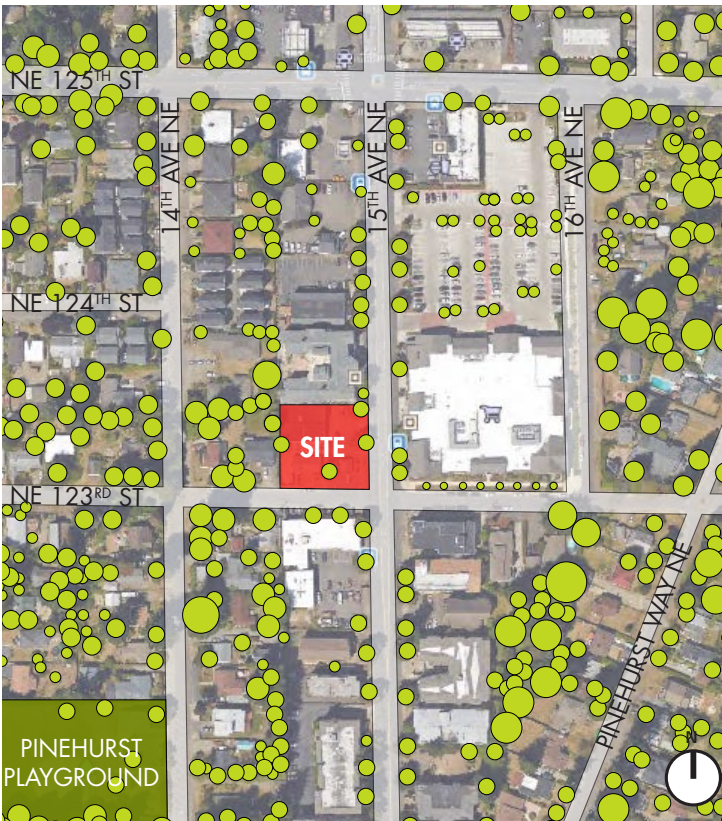 NE 125TH ST
14TH AVE NE
15TH AVE NE
16TH AVE NE
NE 124TH ST
SITE
NE 123RD ST
PINEHURST WAY NE
PINEHURST
PLAYGROUND
N